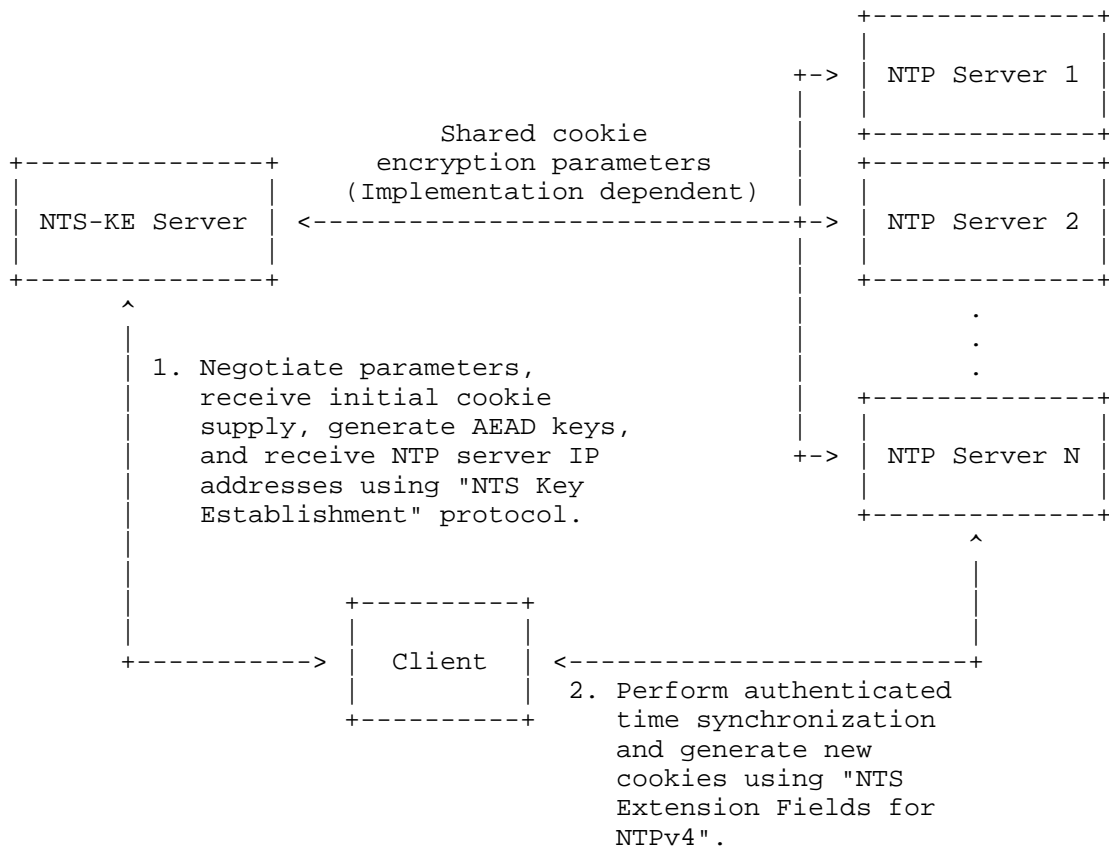 NTP Server 1
Shared cookie
encryption parameters
(Implementation dependent)
NTS-KE Server
NTP Server 2
.
.
.
1. Negotiate parameters,
receive initial cookie
supply, generate AEAD keys,
and receive NTP server IP
addresses using "NTS Key
Establishment" protocol.
NTP Server N
Client
2. Perform authenticated
time synchronization
and generate new
cookies using "NTS
Extension Fields for
NTPv4".